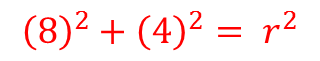 (8)² + (4)² = r²